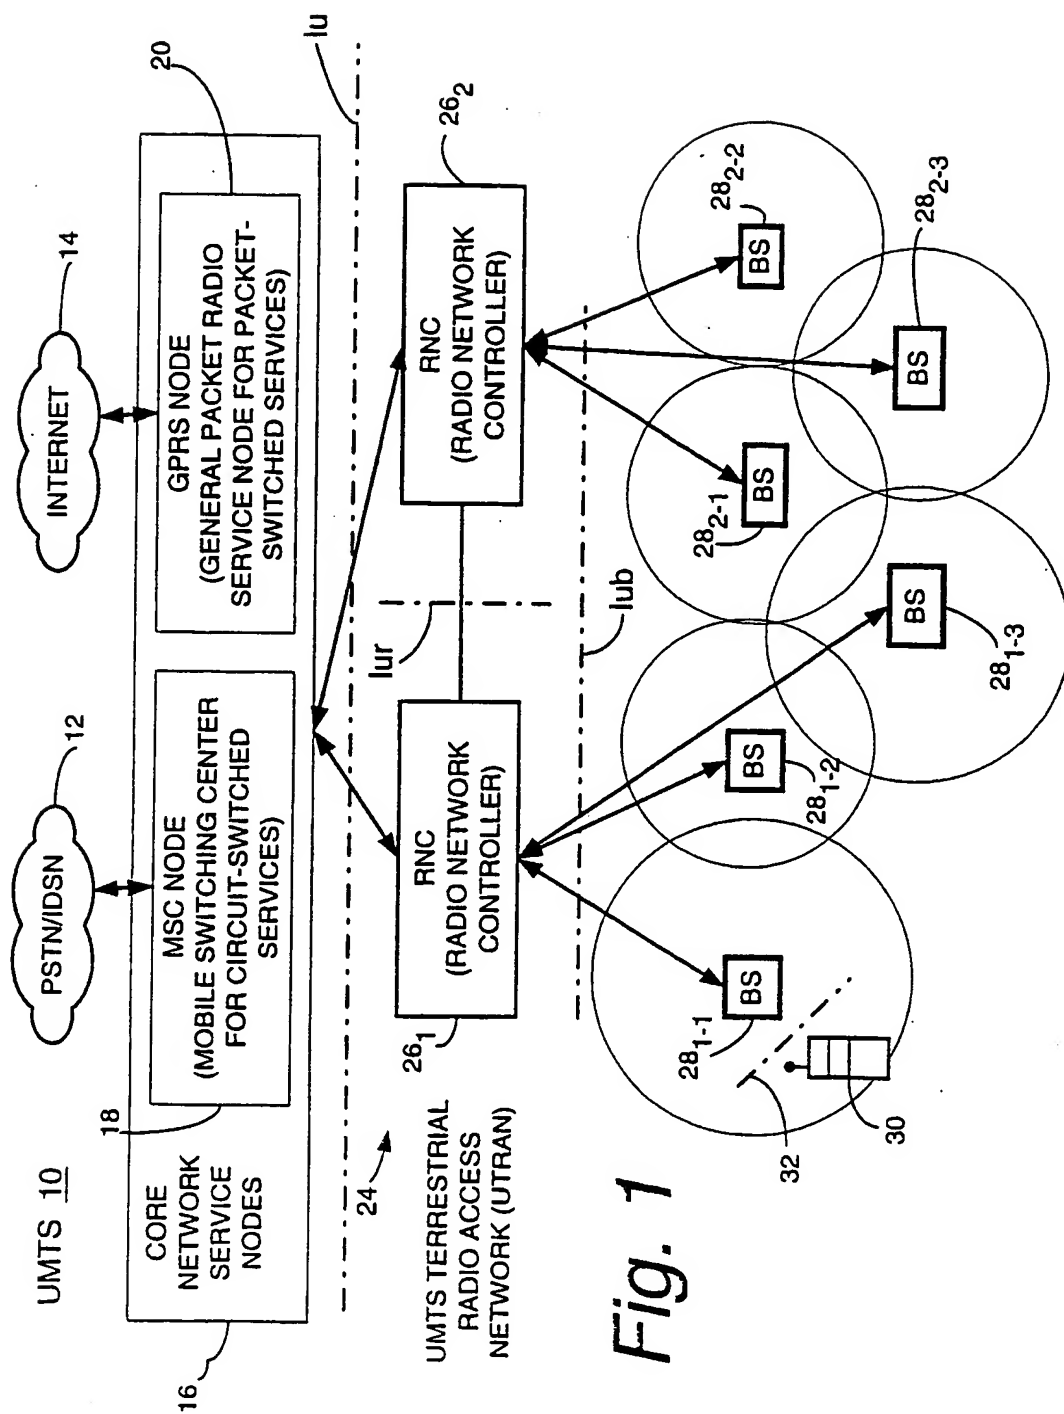 UMTS 10
PSTN/IDSN
12
INTERNET
14
16
CORE
NETWORK
SERVICE
NODES
18
MSC NODE
(MOBILE SWITCHING CENTER
FOR CIRCUIT-SWITCHED
SERVICES)
20
GPRS NODE
(GENERAL PACKET RADIO
SERVICE NODE FOR PACKET-
SWITCHED SERVICES)
Iu
24
UMTS TERRESTRIAL
RADIO ACCESS
NETWORK (UTRAN)
26₁
RNC
(RADIO NETWORK
CONTROLLER)
Iur
26₂
RNC
(RADIO NETWORK
CONTROLLER)
Iub
28₁₋₁
BS
BS
28₁₋₂
BS
28₁₋₃
28₂₋₁
BS
BS
28₂₋₂
BS
28₂₋₃
32
30
Fig. 1